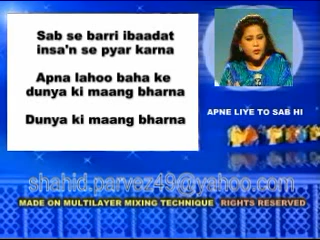 Sab se barri ibaadat
insa'n se pyar karna
Apna lahoo baha ke
dunya ki maang bharna
Dunya ki maang bharna
APNE LIYE TO SAB HI
shahid.parvez49@yahoo.com
MADE ON MULTILAYER MIXING TECHNIQUE RIGHTS RESERVED